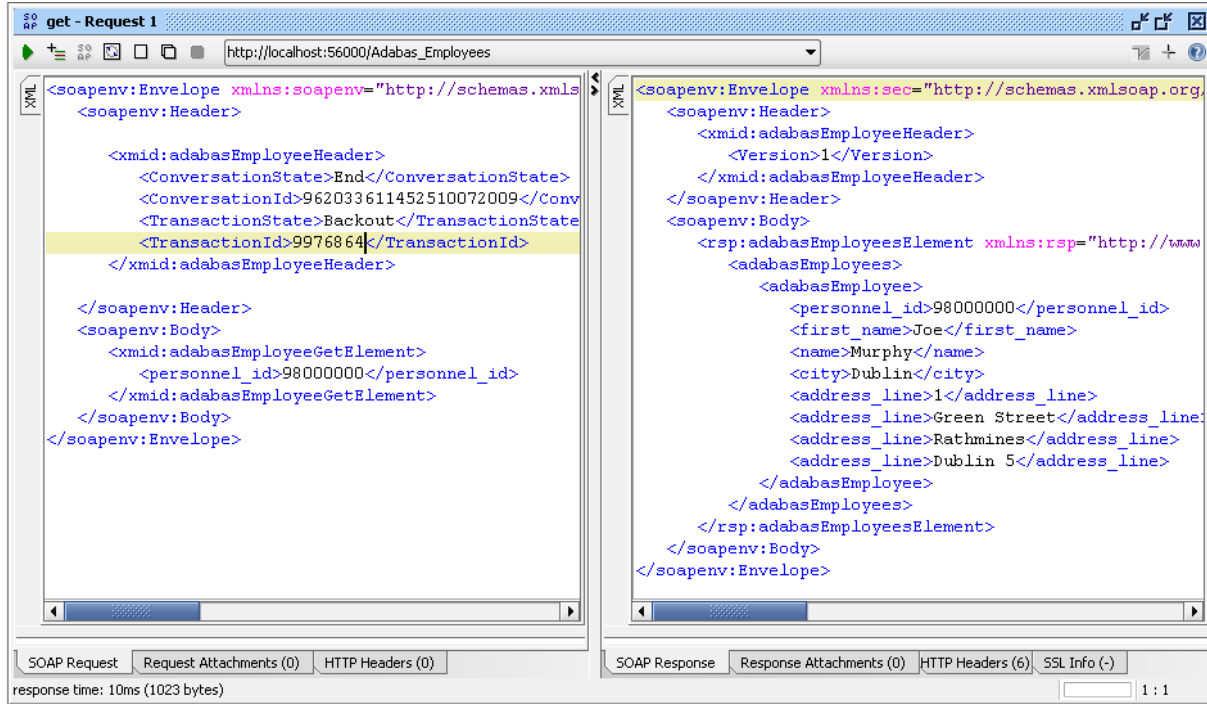 get - Request 1
http://localhost:56000/Adabas_Employees
XML
<soapenv:Envelope xmlns:soapenv="http://schemas.xmls
<soapenv:Header>
<xmid:adabasEmployeeHeader>
<ConversationState>End</ConversationState>
<ConversationId>962033611452510072009</Conv
<TransactionState>Backout</TransactionState
<TransactionId>9976864</TransactionId>
</xmid:adabasEmployeeHeader>
</soapenv:Header>
<soapenv:Body>
<xmid:adabasEmployeeGetElement>
<personnel_id>98000000</personnel_id>
</xmid:adabasEmployeeGetElement>
</soapenv:Body>
</soapenv:Envelope>
XML
<soapenv:Envelope xmlns:sec="http://schemas.xmlsoap.org/
<soapenv:Header>
<xmid:adabasEmployeeHeader>
<Version>1</Version>
</xmid:adabasEmployeeHeader>
</soapenv:Header>
<soapenv:Body>
<rsp:adabasEmployeesElement xmlns:rsp="http://www
<adabasEmployees>
<adabasEmployee>
<personnel_id>98000000</personnel_id>
<first_name>Joe</first_name>
<name>Murphy</name>
<city>Dublin</city>
<address_line>1</address_line>
<address_line>Green Street</address_line
<address_line>Rathmines</address_line>
<address_line>Dublin 5</address_line>
</adabasEmployee>
</adabasEmployees>
</rsp:adabasEmployeesElement>
</soapenv:Body>
</soapenv:Envelope>
SOAP Request Request Attachments (0) HTTP Headers (0)
SOAP Response Response Attachments (0) HTTP Headers (6) SSL Info (-)
response time: 10ms (1023 bytes)
1 : 1